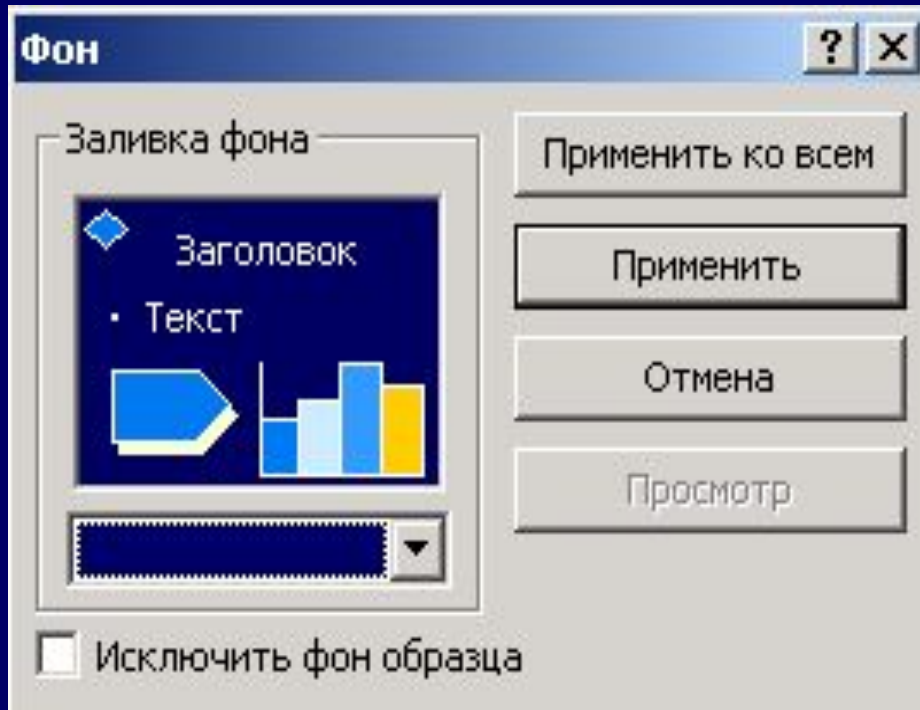 Фон
Заливка фона
Заголовок
· Текст
Применить ко всем
Применить
Отмена
Просмотр
Исключить фон образца